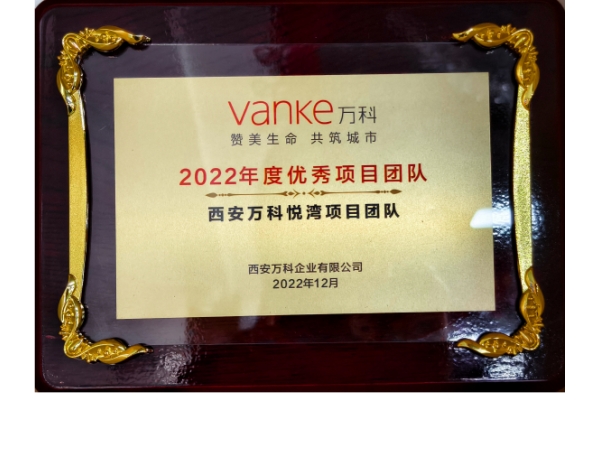 vanke万科
赞美生命 共筑城市
2022年度优秀项目团队
西安万科悦湾项目团队
西安万科企业有限公司
2022年12月